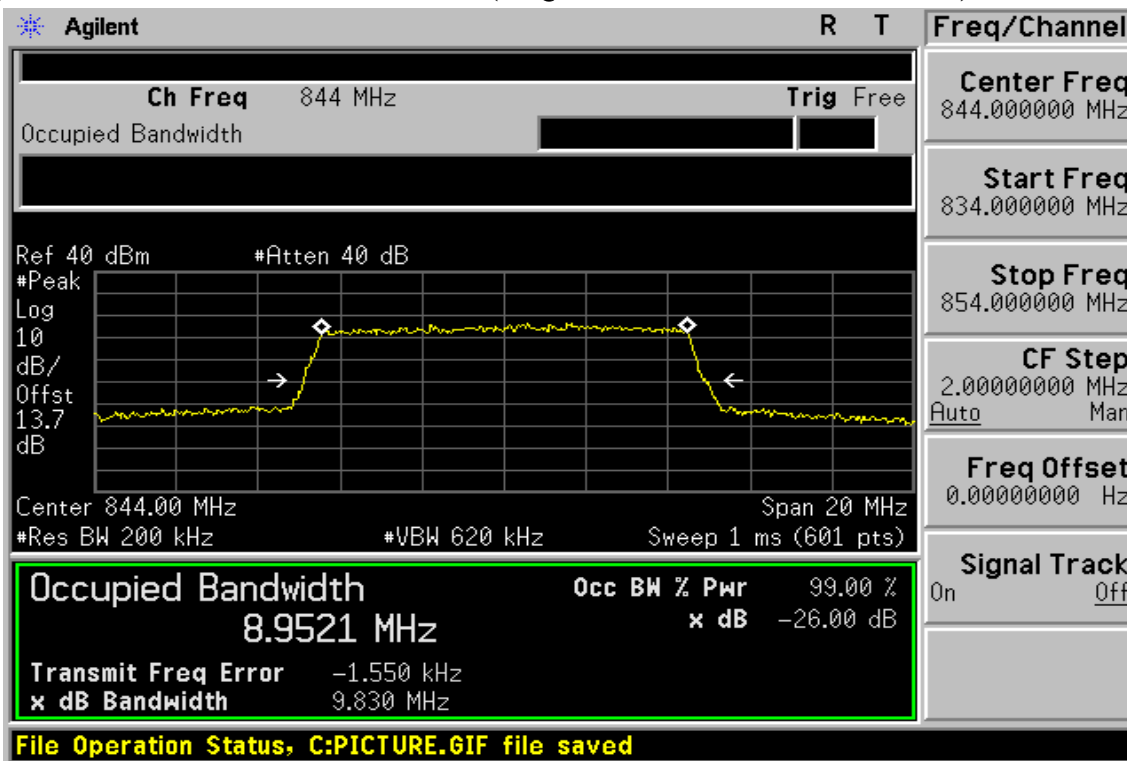 Agilent R T Freq/Channel
Ch Freq 844 MHz Trig Free
Occupied Bandwidth
Center Freq
844.000000 MHz
Start Freq
834.000000 MHz
Stop Freq
854.000000 MHz
CF Step
2.00000000 MHz
Auto Man
Freq Offset
0.00000000 Hz
Signal Track
On Off
Ref 40 dBm #Atten 40 dB
#Peak
Log
10
dB/
Offst
13.7
dB
Center 844.00 MHz Span 20 MHz
#Res BW 200 kHz #VBW 620 kHz Sweep 1 ms (601 pts)
Occupied Bandwidth Occ BW % Pwr 99.00 %
8.9521 MHz x dB -26.00 dB
Transmit Freq Error -1.550 kHz
x dB Bandwidth 9.830 MHz
File Operation Status, C:PICTURE.GIF file saved